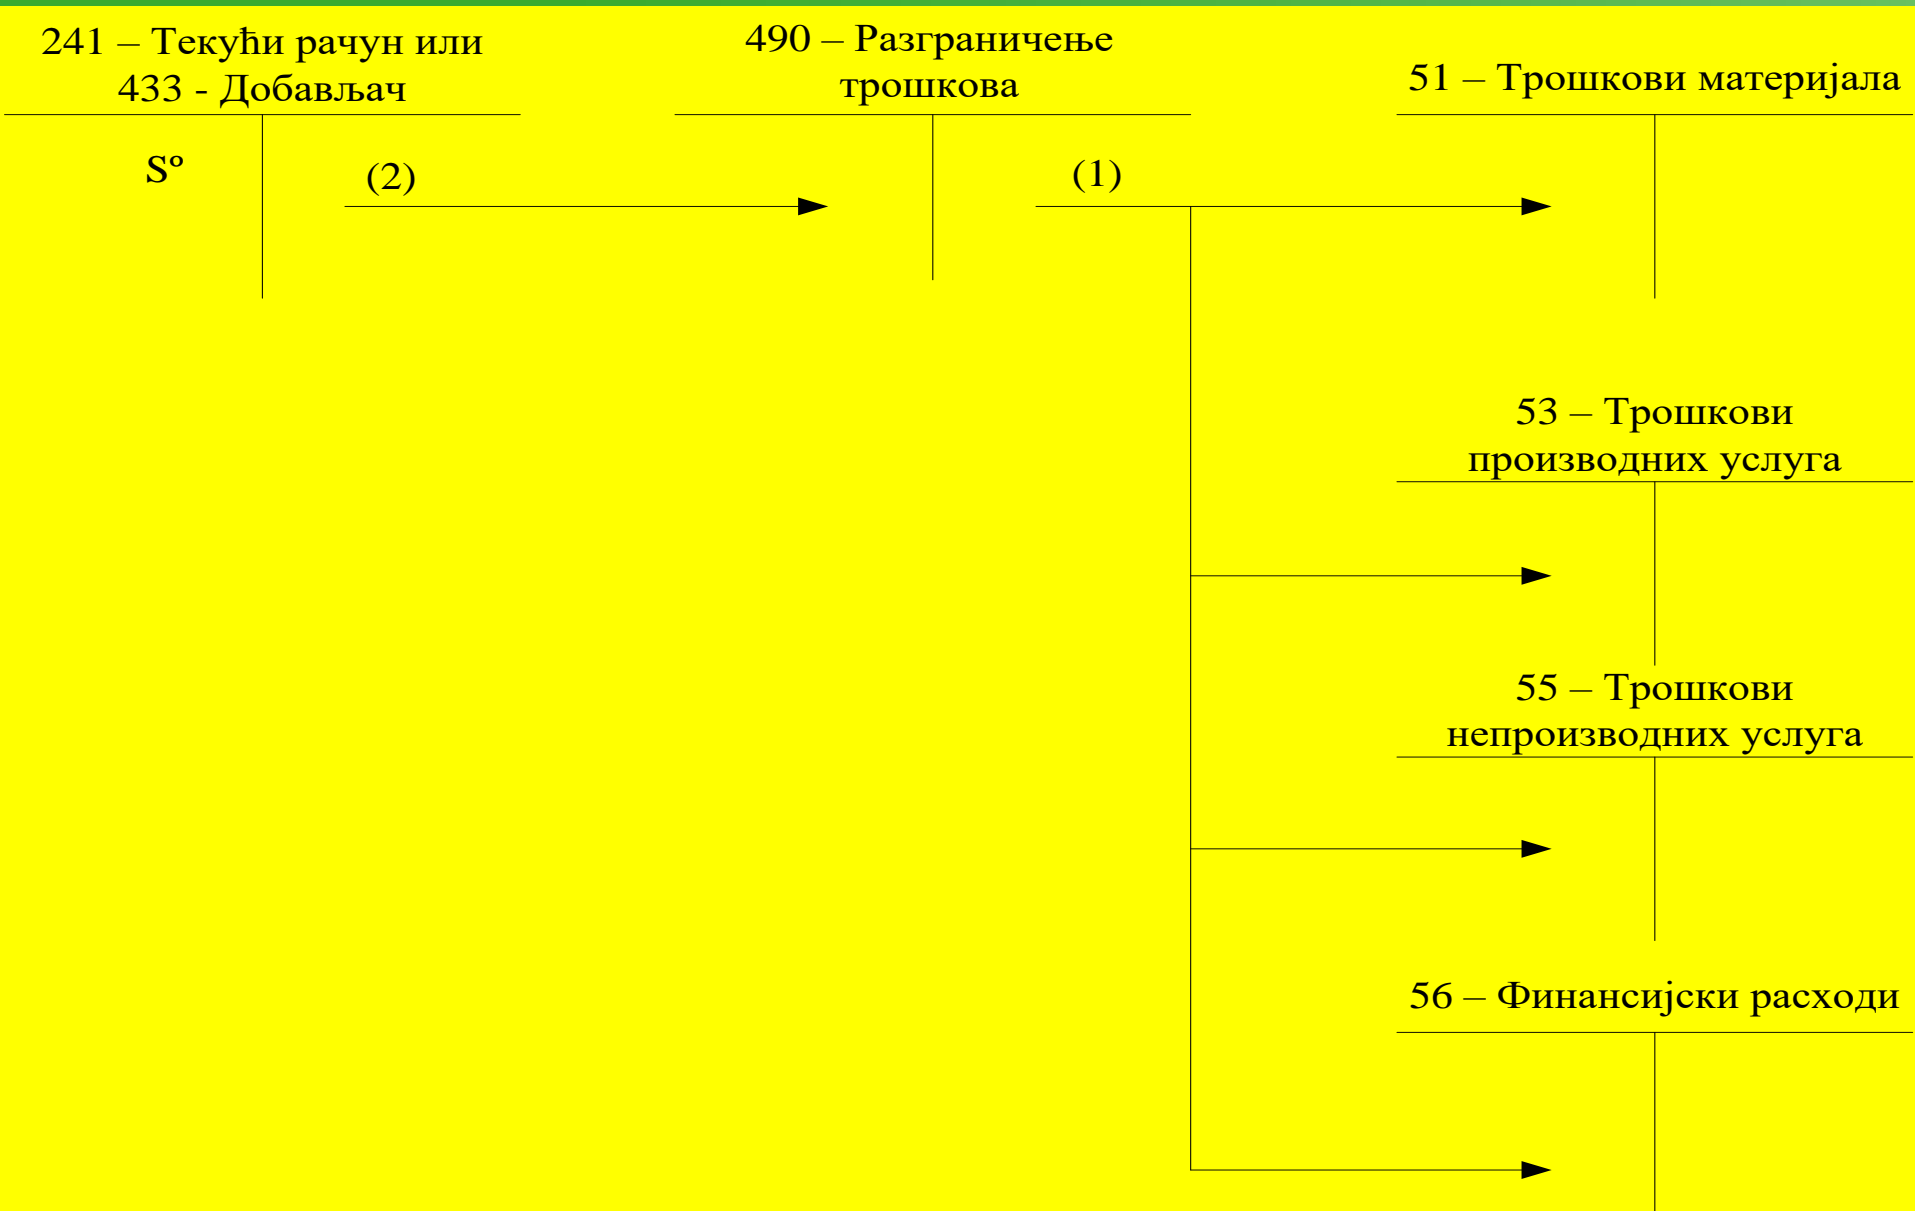 241 – Текући рачун или
433 - Добављач
490 – Разграничење
трошкова
51 – Трошкови материјала
Sº
(2)
(1)
53 – Трошкови
производних услуга
55 – Трошкови
непроизводних услуга
56 – Финансијски расходи